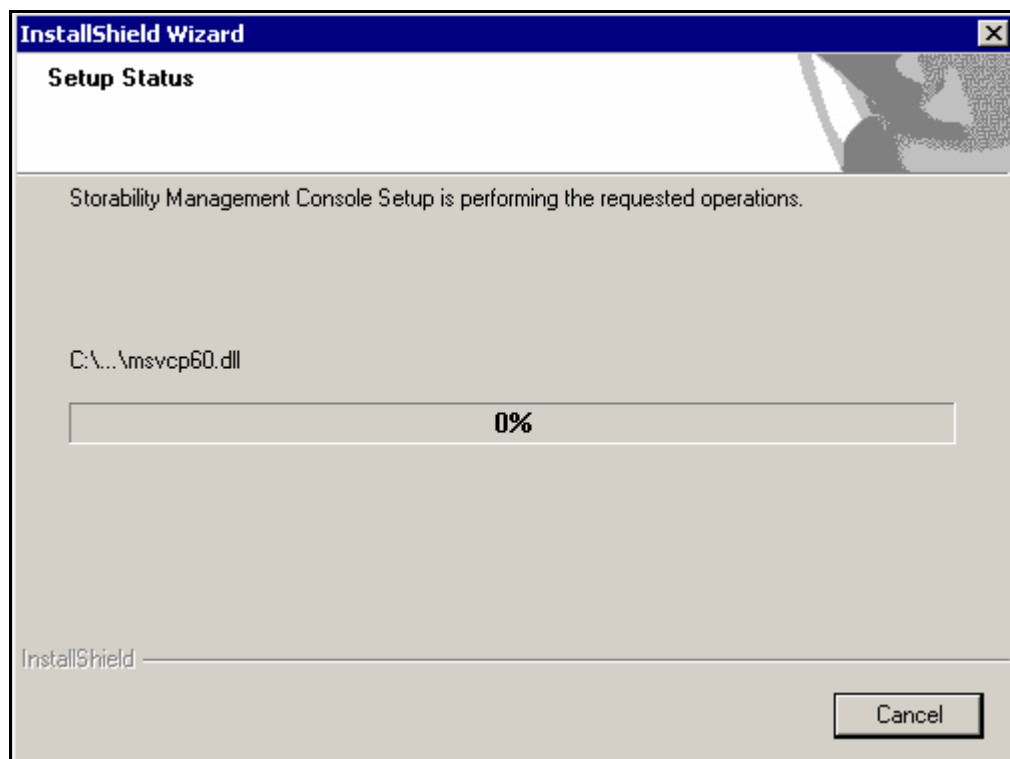 InstallShield Wizard
Setup Status
Storability Management Console Setup is performing the requested operations.
C:\...\msvcp60.dll
0%
InstallShield
Cancel